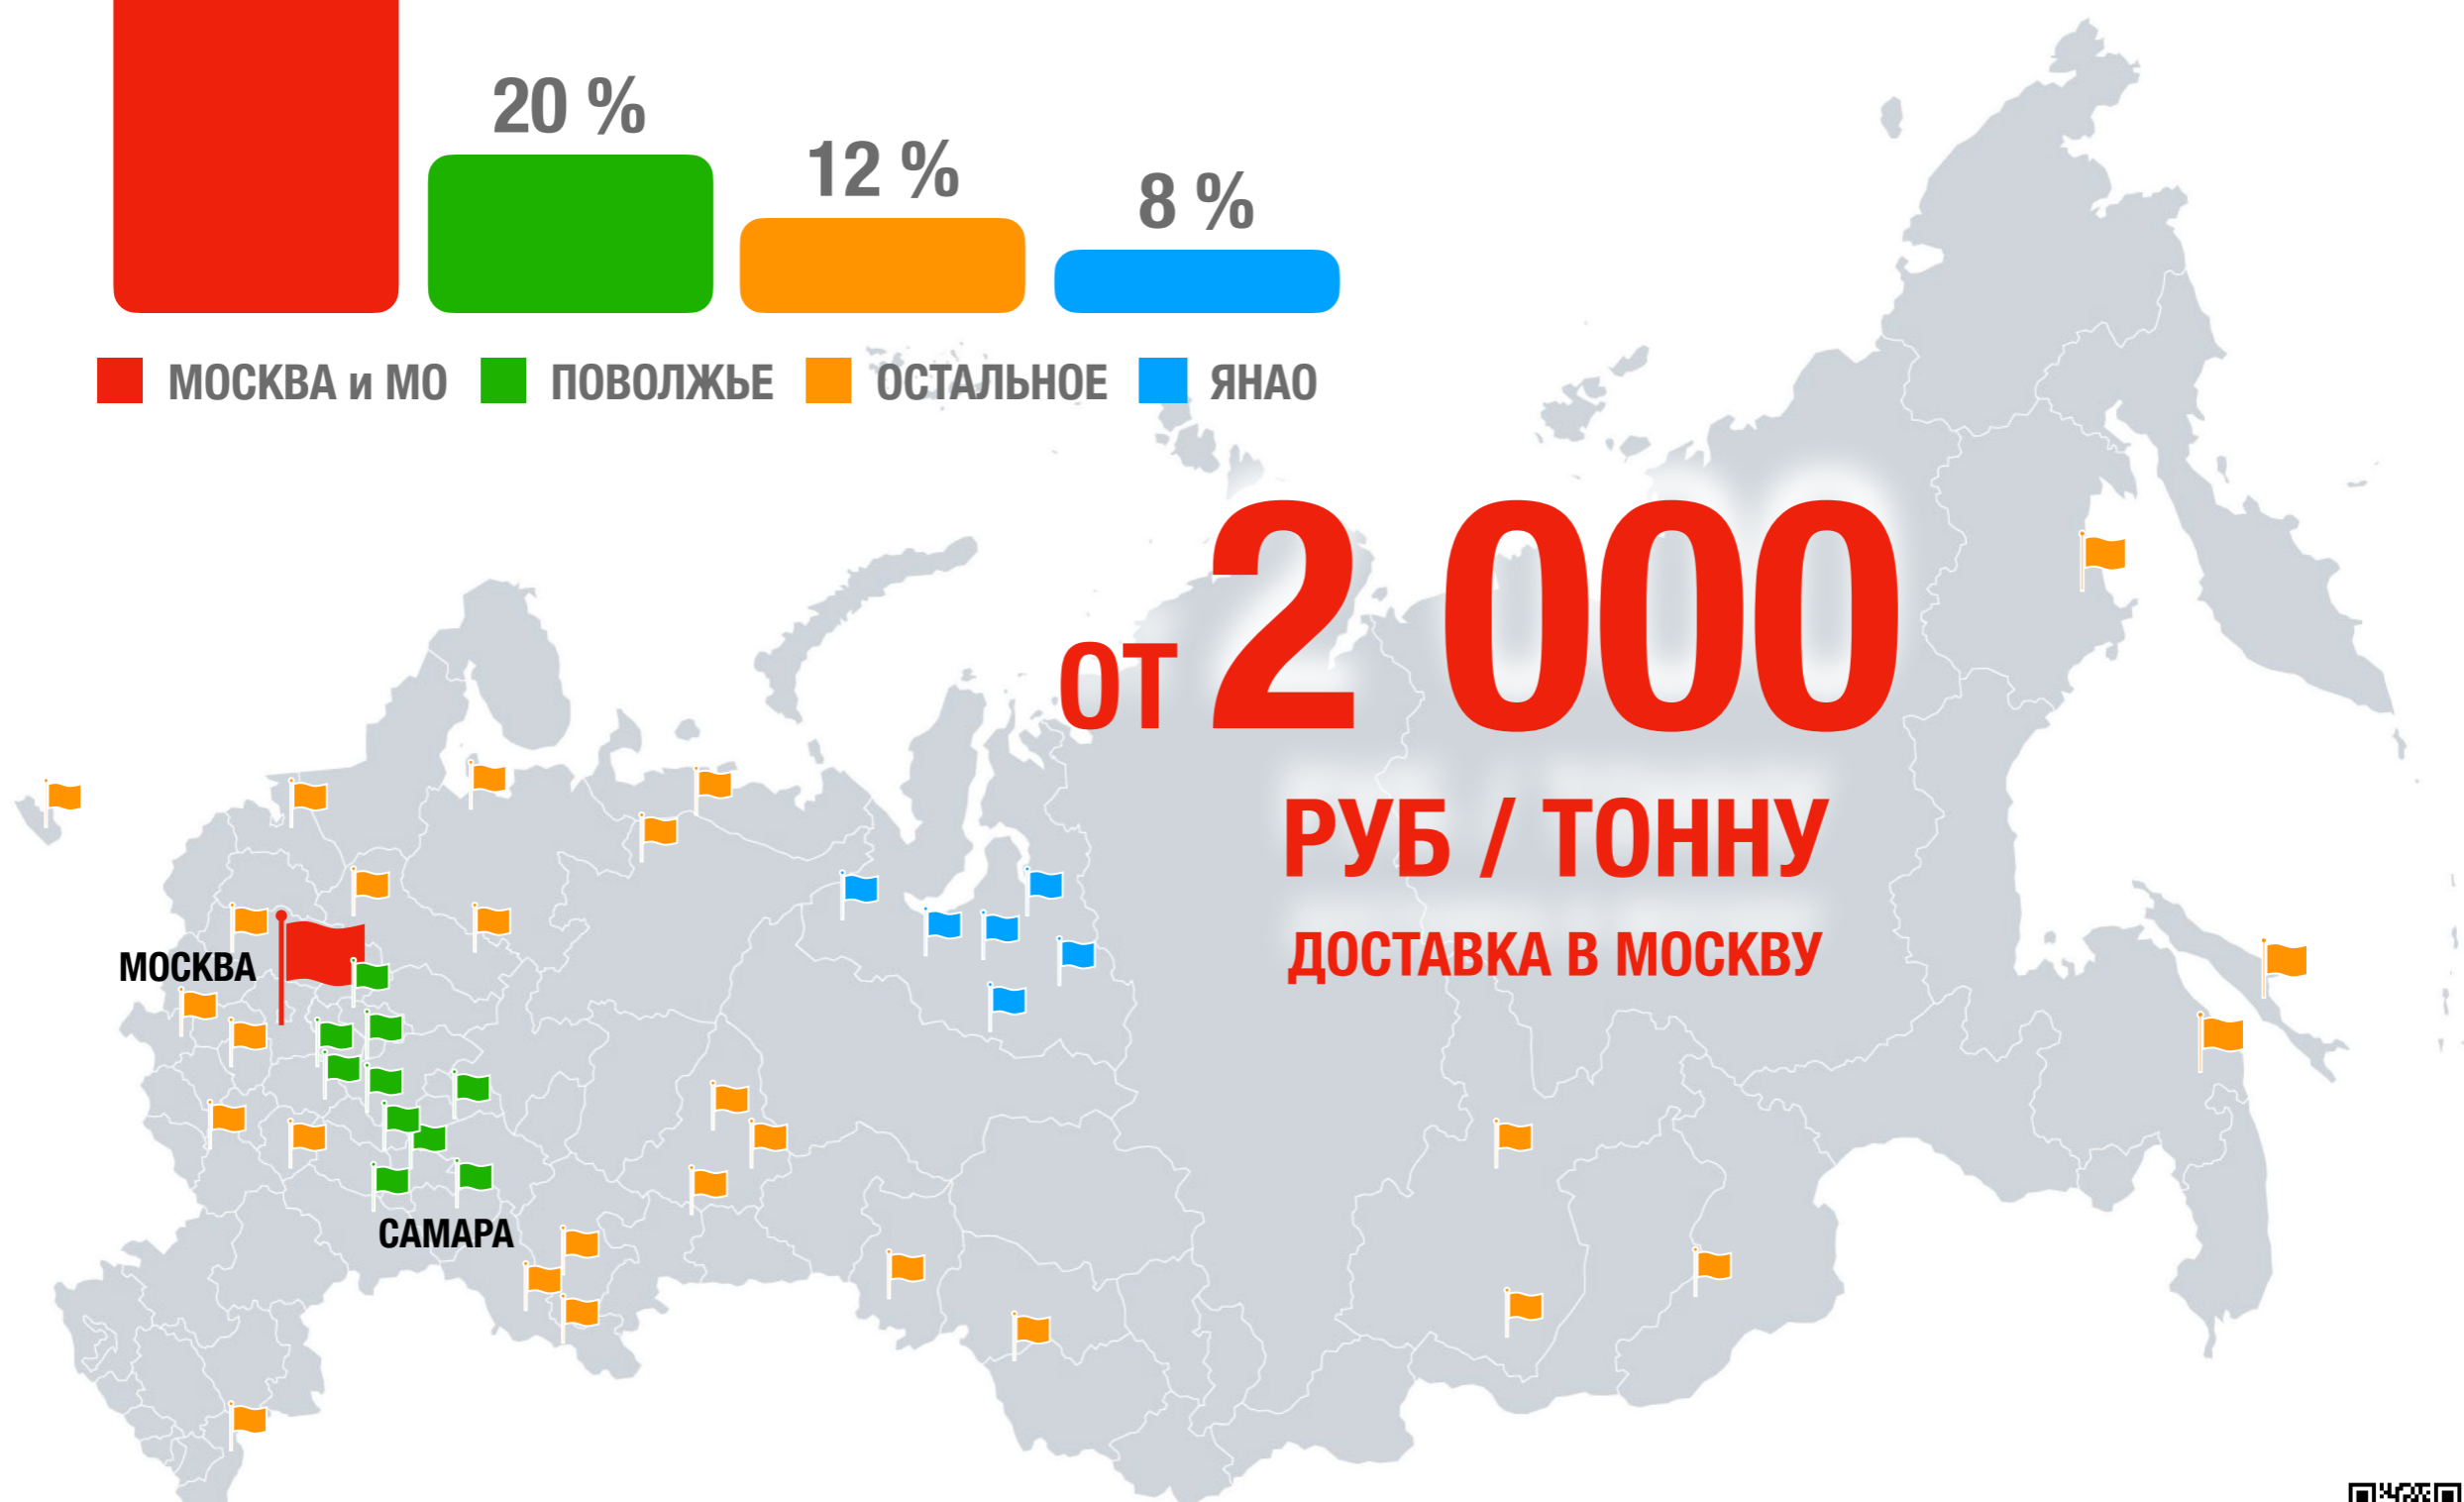 20 %
12 %
8 %
МОСКВА и МО
ПОВОЛЖЬЕ
ОСТАЛЬНОЕ
ЯНАО
ОТ 2 000
РУБ / ТОННУ
ДОСТАВКА В МОСКВУ
МОСКВА
САМАРА